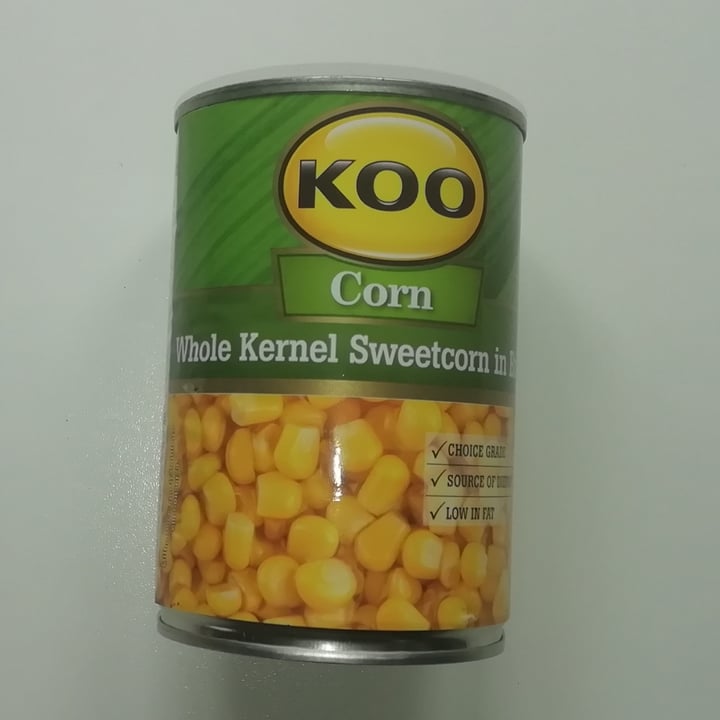 KOO
Corn
Whole Kernel Sweetcorn in
✓ CHOICE GRADE
✓ SOURCE OF
✓ LOW IN FAT